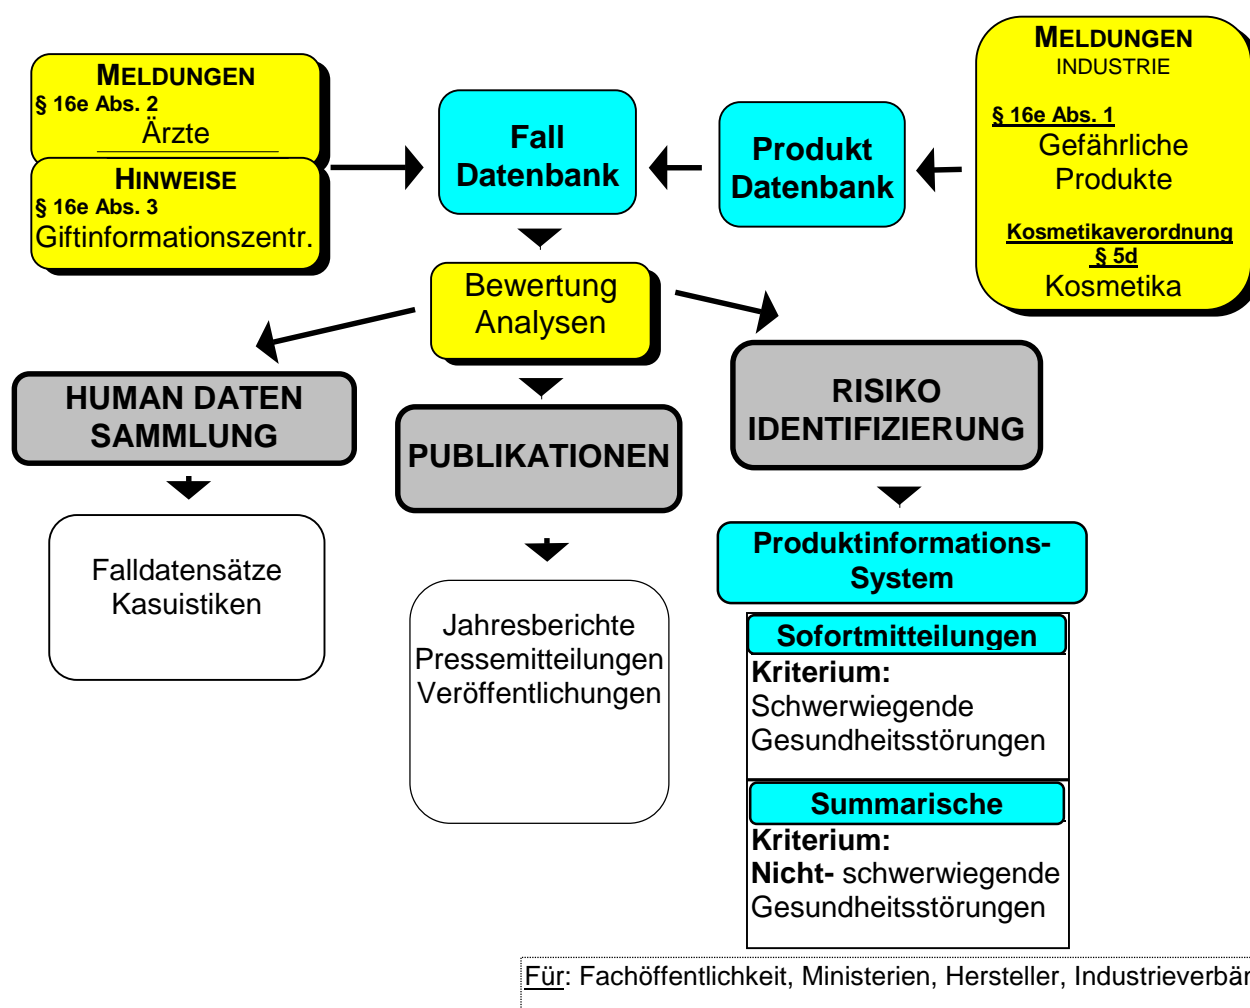 MELDUNGEN
§ 16e Abs. 2
Ärzte
HINWEISE
§ 16e Abs. 3
Giftinformationszentr.
Fall
Datenbank
Produkt
Datenbank
MELDUNGEN
INDUSTRIE
§ 16e Abs. 1
Gefährliche
Produkte
Kosmetikaverordnung
§ 5d
Kosmetika
Bewertung
Analysen
HUMAN DATEN
SAMMLUNG
PUBLIKATIONEN
RISIKO
IDENTIFIZIERUNG
Falldatensätze
Kasuistiken
Jahresberichte
Pressemitteilungen
Veröffentlichungen
Produktinformations-
System
Sofortmitteilungen
Kriterium:
Schwerwiegende
Gesundheitsstörungen
Summarische
Kriterium:
Nicht- schwerwiegende
Gesundheitsstörungen
Für: Fachöffentlichkeit, Ministerien, Hersteller,